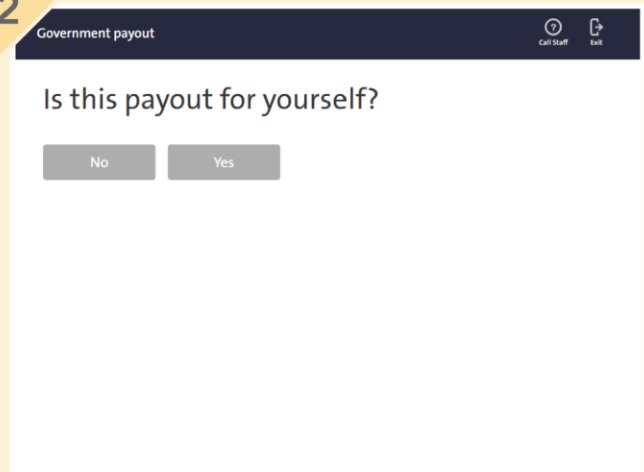 2
Government payout
Call Staff
Exit
Is this payout for yourself?
No
Yes